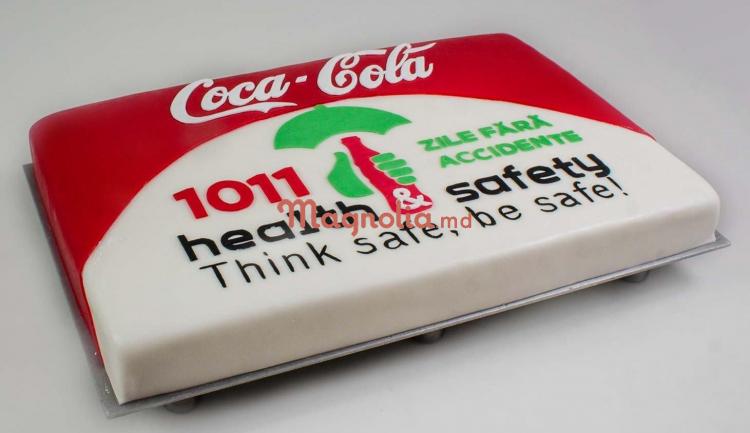 Coca-Cola
1011
ZILE FĂRĂ
ACCIDENTE
health & safety
Think safe, be safe!
Magnolia.md